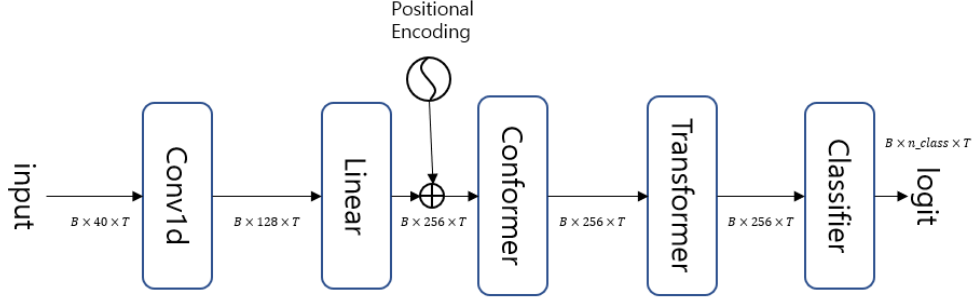 Positional
Encoding
input
B × 40 × T
Conv1d
B × 128 × T
Linear
B × 256 × T
Conformer
B × 256 × T
Transformer
B × 256 × T
Classifier
B × n_class × T
logit